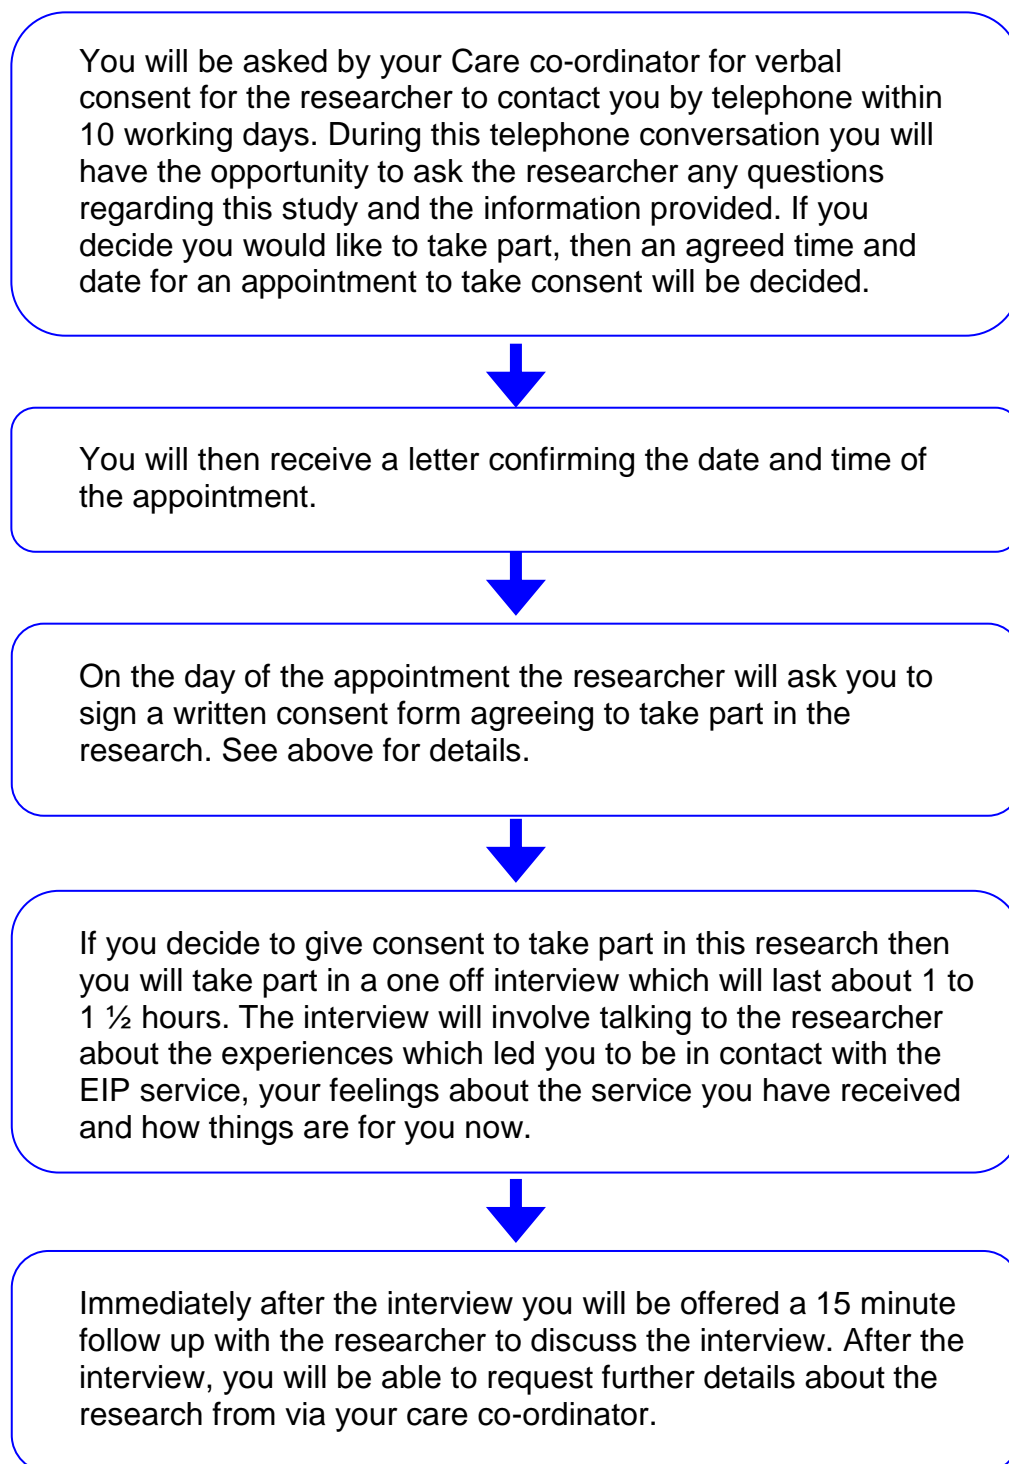 You will be asked by your Care co-ordinator for verbal
consent for the researcher to contact you by telephone within
10 working days. During this telephone conversation you will
have the opportunity to ask the researcher any questions
regarding this study and the information provided. If you
decide you would like to take part, then an agreed time and
date for an appointment to take consent will be decided.
You will then receive a letter confirming the date and time of
the appointment.
On the day of the appointment the researcher will ask you to
sign a written consent form agreeing to take part in the
research. See above for details.
If you decide to give consent to take part in this research then
you will take part in a one off interview which will last about 1 to
1 ½ hours. The interview will involve talking to the researcher
about the experiences which led you to be in contact with the
EIP service, your feelings about the service you have received
and how things are for you now.
Immediately after the interview you will be offered a 15 minute
follow up with the researcher to discuss the interview. After the
interview, you will be able to request further details about the
research from via your care co-ordinator.